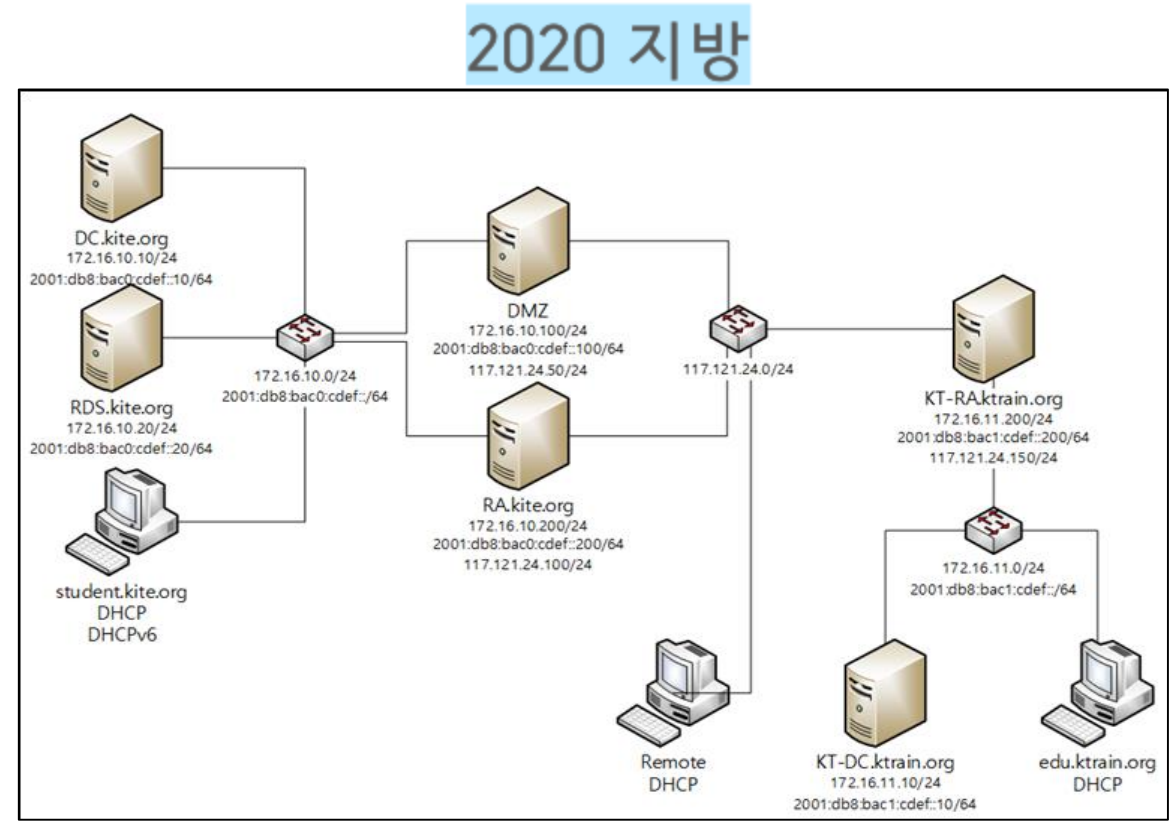 2020 지방
DC.kite.org
172.16.10.10/24
2001:db8:bac0:cdef::10/64
RDS.kite.org
172.16.10.20/24
2001:db8:bac0:cdef::20/64
student.kite.org
DHCP
DHCPv6
172.16.10.0/24
2001:db8:bac0:cdef::/64
DMZ
172.16.10.100/24
2001:db8:bac0:cdef::100/64
117.121.24.50/24
RA.kite.org
172.16.10.200/24
2001:db8:bac0:cdef::200/64
117.121.24.100/24
117.121.24.0/24
Remote
DHCP
KT-RA.ktrain.org
172.16.11.200/24
2001:db8:bac1:cdef::200/64
117.121.24.150/24
172.16.11.0/24
2001:db8:bac1:cdef::/64
KT-DC.ktrain.org
172.16.11.10/24
2001:db8:bac1:cdef::10/64
edu.ktrain.org
DHCP